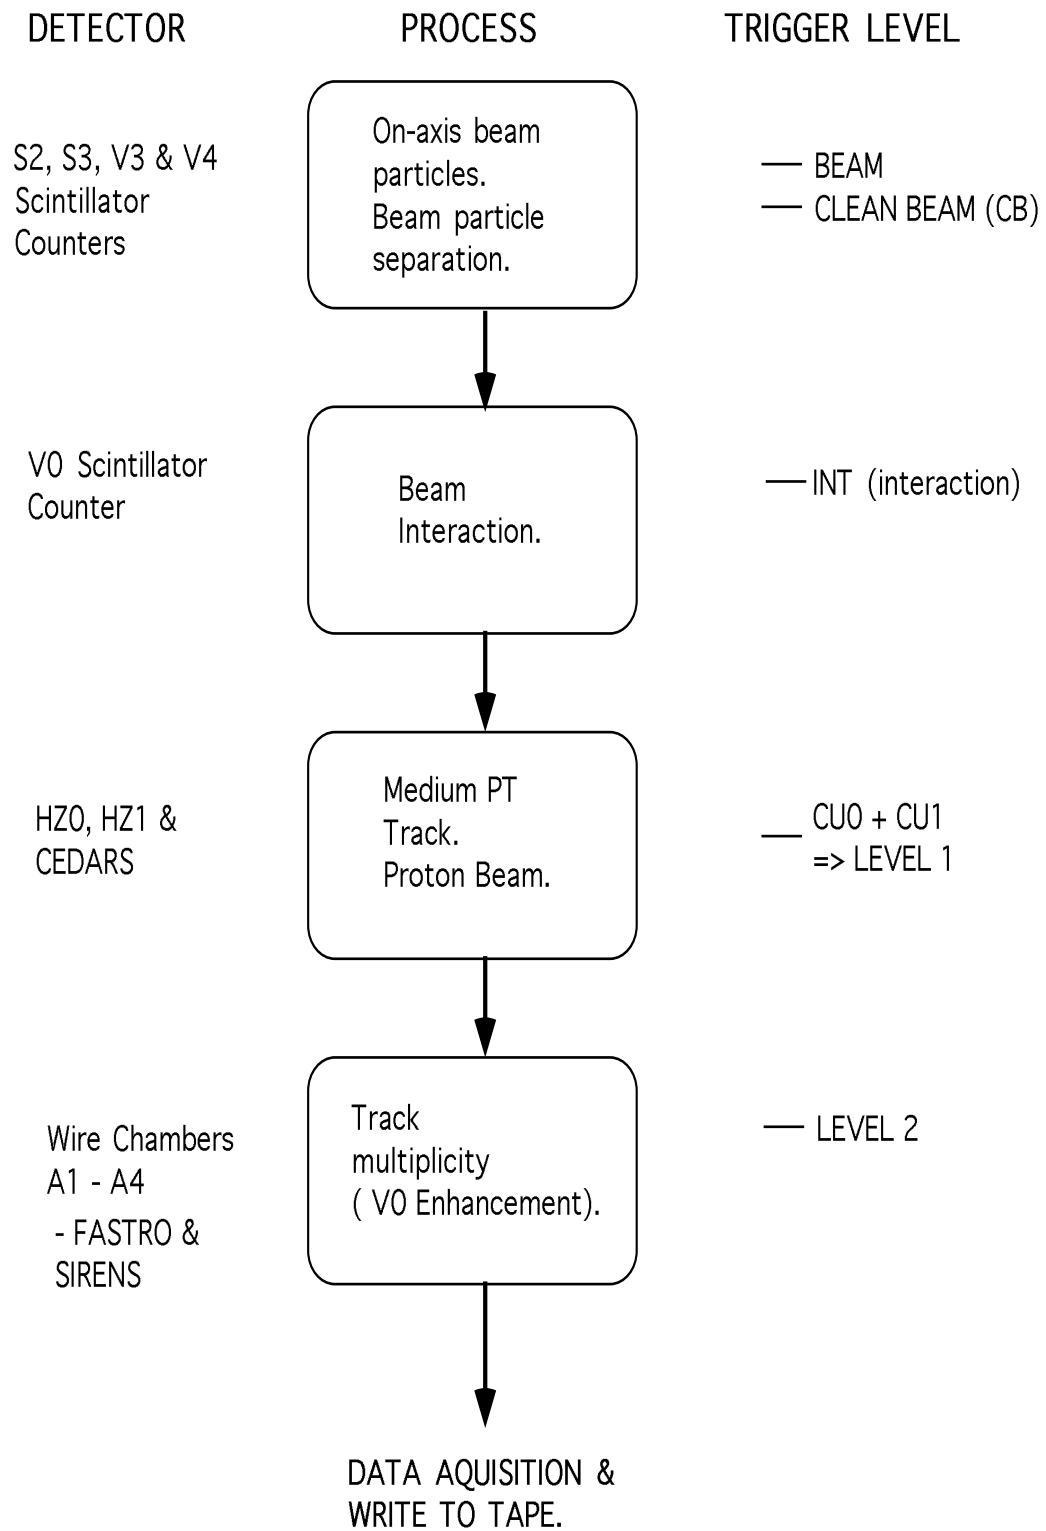 DETECTOR PROCESS TRIGGER LEVEL
S2, S3, V3 & V4
Scintillator
Counters
On-axis beam
particles.
Beam particle
separation.
— BEAM
— CLEAN BEAM (CB)
V0 Scintillator
Counter
Beam
Interaction.
— INT (interaction)
HZ0, HZ1 &
CEDARS
Medium PT
Track.
Proton Beam.
— CU0 + CU1
=> LEVEL 1
Wire Chambers
A1 - A4
- FASTRO &
SIRENS
Track
multiplicity
( V0 Enhancement).
— LEVEL 2
DATA AQUISITION &
WRITE TO TAPE.